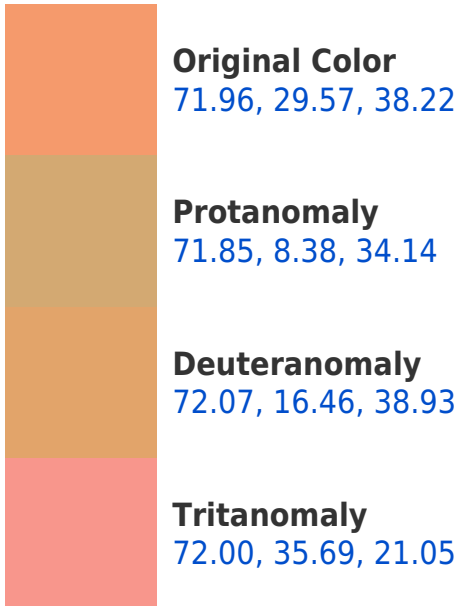 Original Color
71.96, 29.57, 38.22
Protanomaly
71.85, 8.38, 34.14
Deuteranomaly
72.07, 16.46, 38.93
Tritanomaly
72.00, 35.69, 21.05